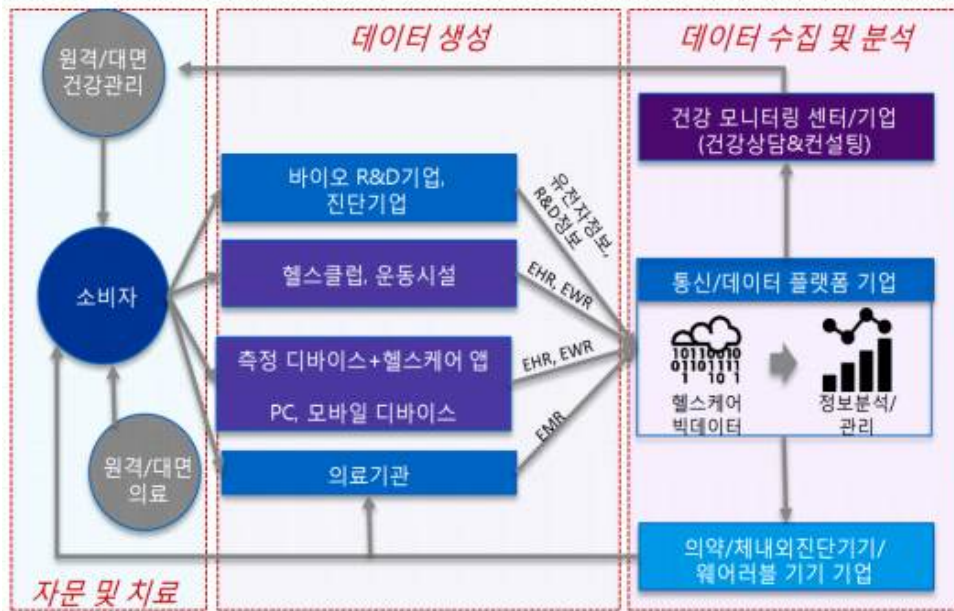 데이터 생성
데이터 수집 및 분석
원격/대면
건강관리
건강 모니터링 센터/기업
(건강상담&컨설팅)
바이오 R&D기업,
진단기업
유전자정보,
R&D정보
소비자
헬스클럽, 운동시설
EHR, EWR
통신/데이터 플랫폼 기업
10110010
01101111
1 10 1
헬스케어
빅데이터
정보분석/
관리
측정 디바이스+헬스케어 앱
PC, 모바일 디바이스
EHR, EWR
EMR
원격/대면
의료
의료기관
의약/체내외진단기기/
웨어러블 기기 기업
자문 및 치료